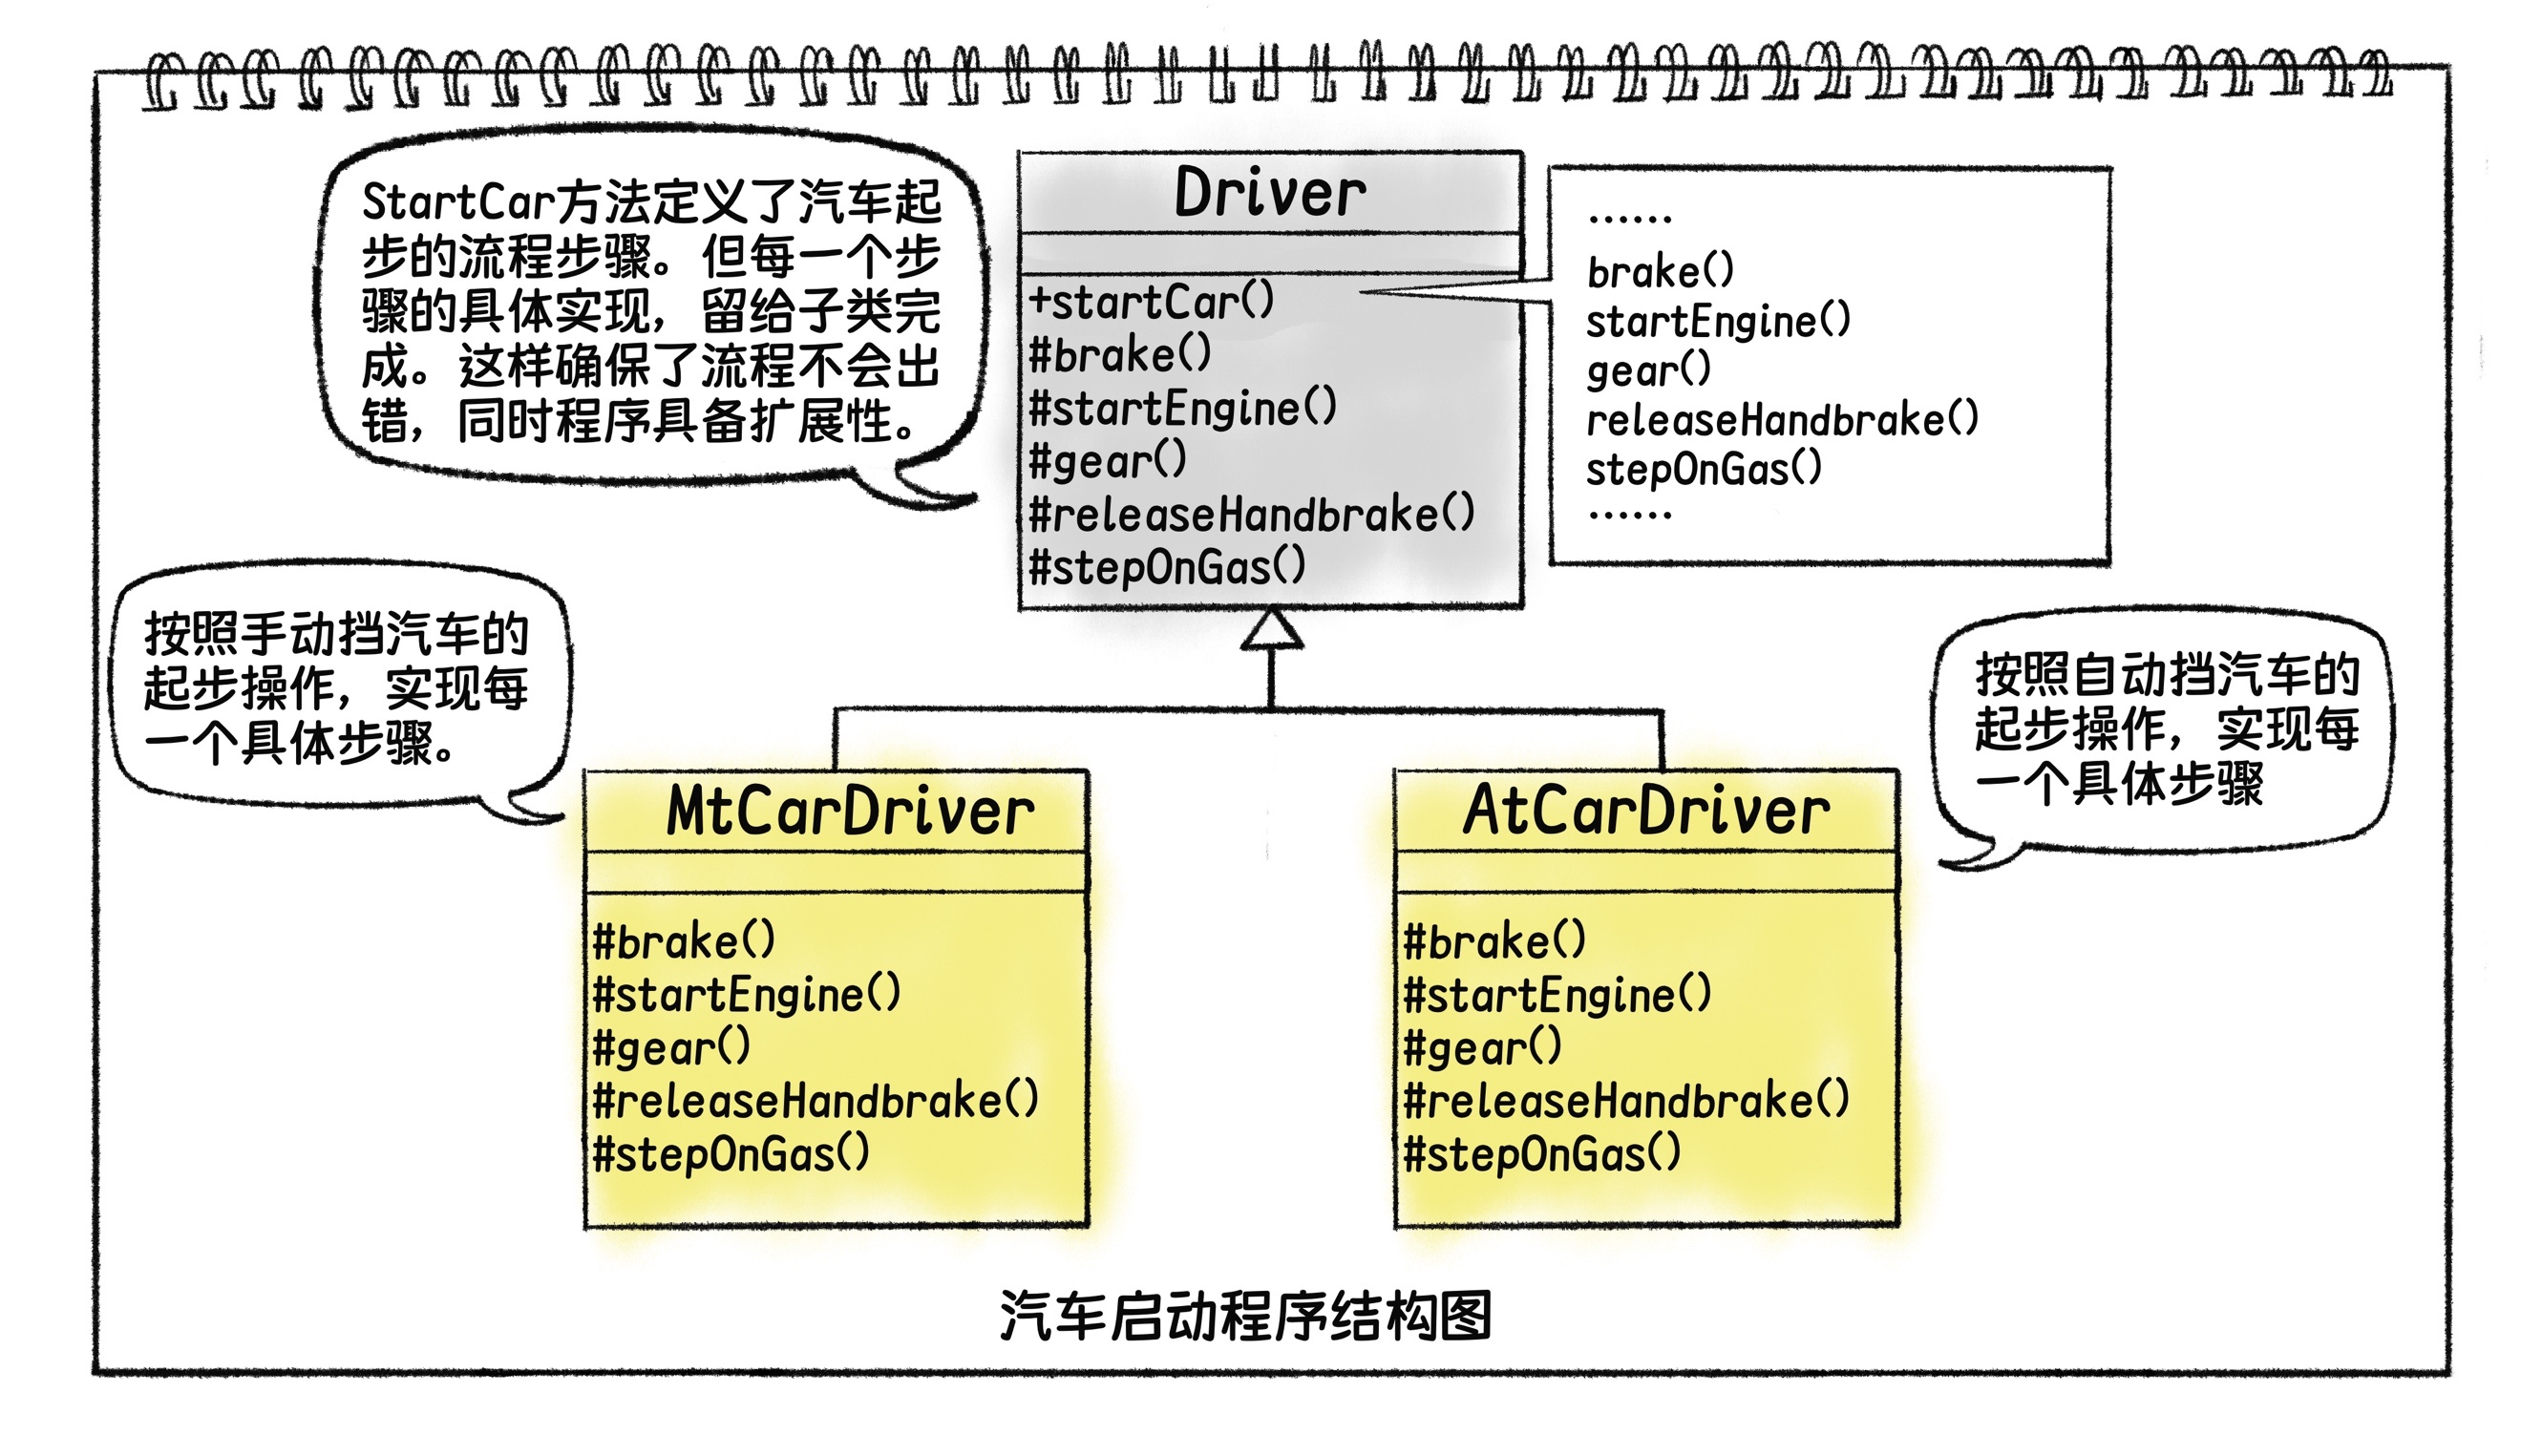 StartCar方法定义了汽车起
步的流程步骤。但每一个步
骤的具体实现，留给子类完
成。这样确保了流程不会出
错，同时程序具备扩展性。
Driver
+startCar()
#brake()
#startEngine()
#gear()
#releaseHandbrake()
#stepOnGas()
……
brake()
startEngine()
gear()
releaseHandbrake()
stepOnGas()
……
按照手动挡汽车的
起步操作，实现每
一个具体步骤。
MtCarDriver
#brake()
#startEngine()
#gear()
#releaseHandbrake()
#stepOnGas()
AtCarDriver
#brake()
#startEngine()
#gear()
#releaseHandbrake()
#stepOnGas()
按照自动挡汽车的
起步操作，实现每
一个具体步骤
汽车启动程序结构图